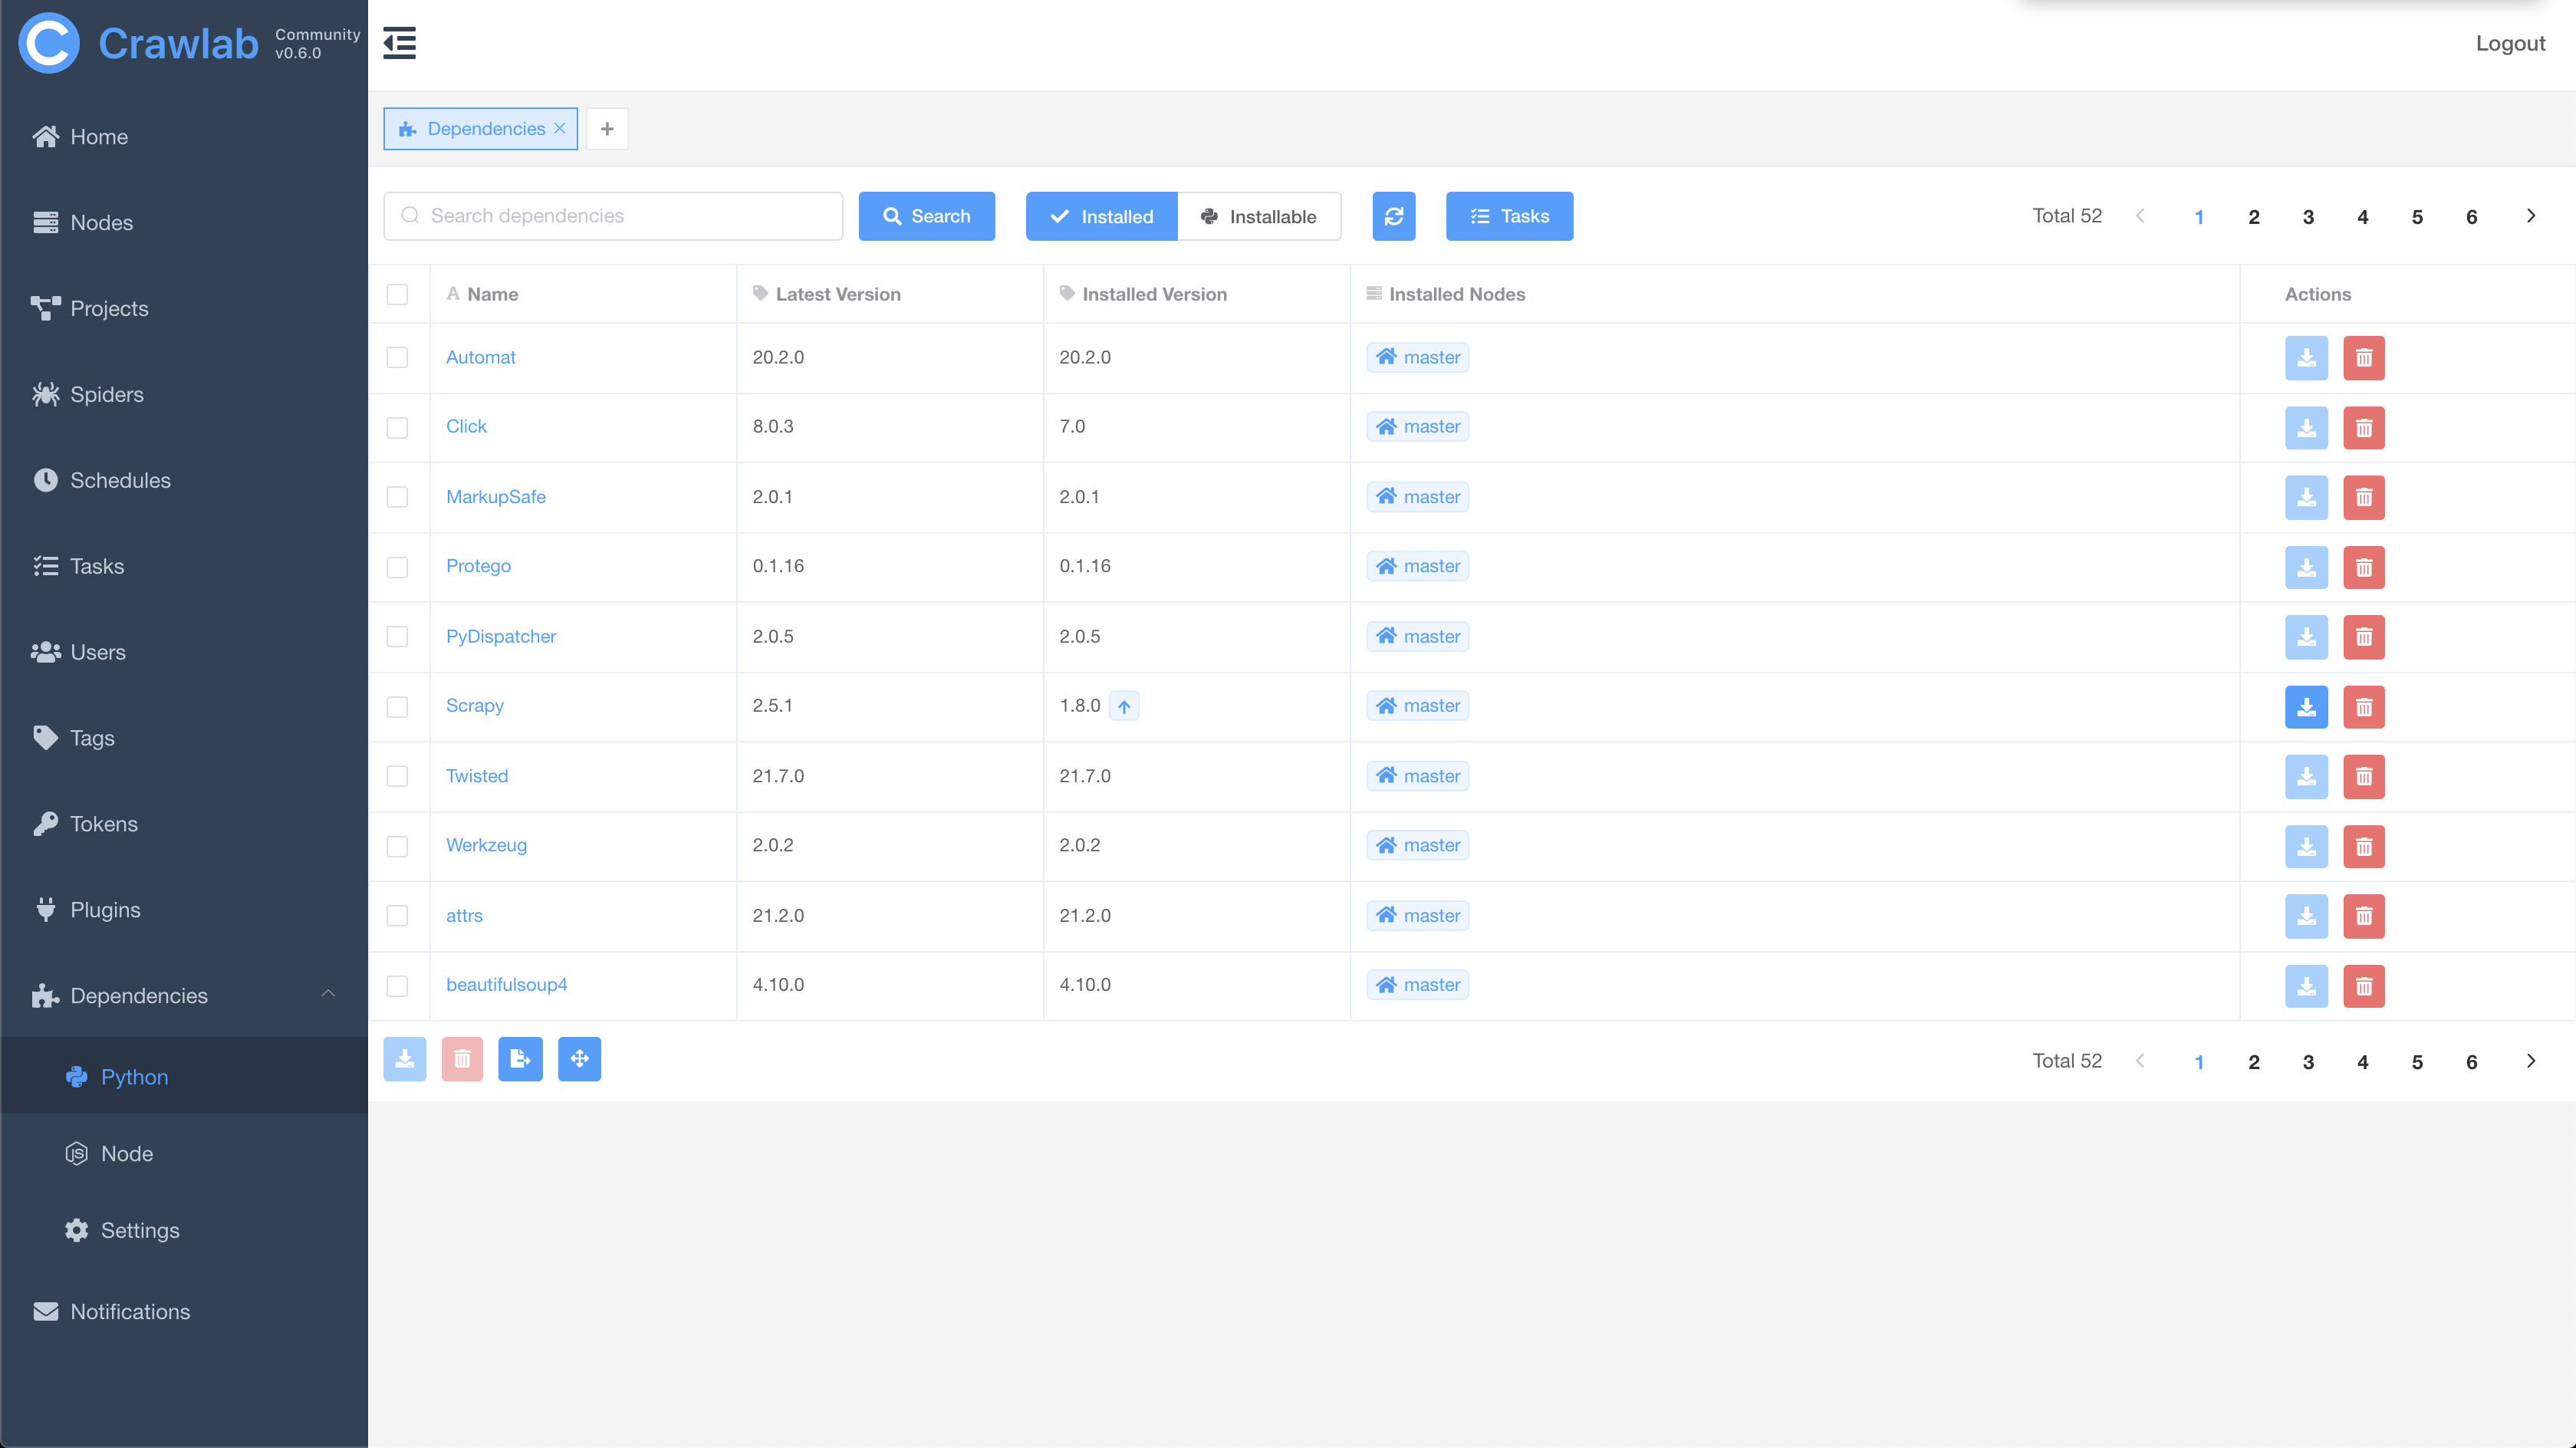 Crawlab Community
v0.6.0
Logout
Home
Nodes
Projects
Spiders
Schedules
Tasks
Users
Tags
Tokens
Plugins
Dependencies
Python
Node
Settings
Notifications
Dependencies
Search dependencies Search Installed Installable Tasks Total 52 1 2 3 4 5 6
Name Latest Version Installed Version Installed Nodes Actions
Automat 20.2.0 20.2.0 master
Click 8.0.3 7.0 master
MarkupSafe 2.0.1 2.0.1 master
Protego 0.1.16 0.1.16 master
PyDispatcher 2.0.5 2.0.5 master
Scrapy 2.5.1 1.8.0 master
Twisted 21.7.0 21.7.0 master
Werkzeug 2.0.2 2.0.2 master
attrs 21.2.0 21.2.0 master
beautifulsoup4 4.10.0 4.10.0 master
Total 52 1 2 3 4 5 6